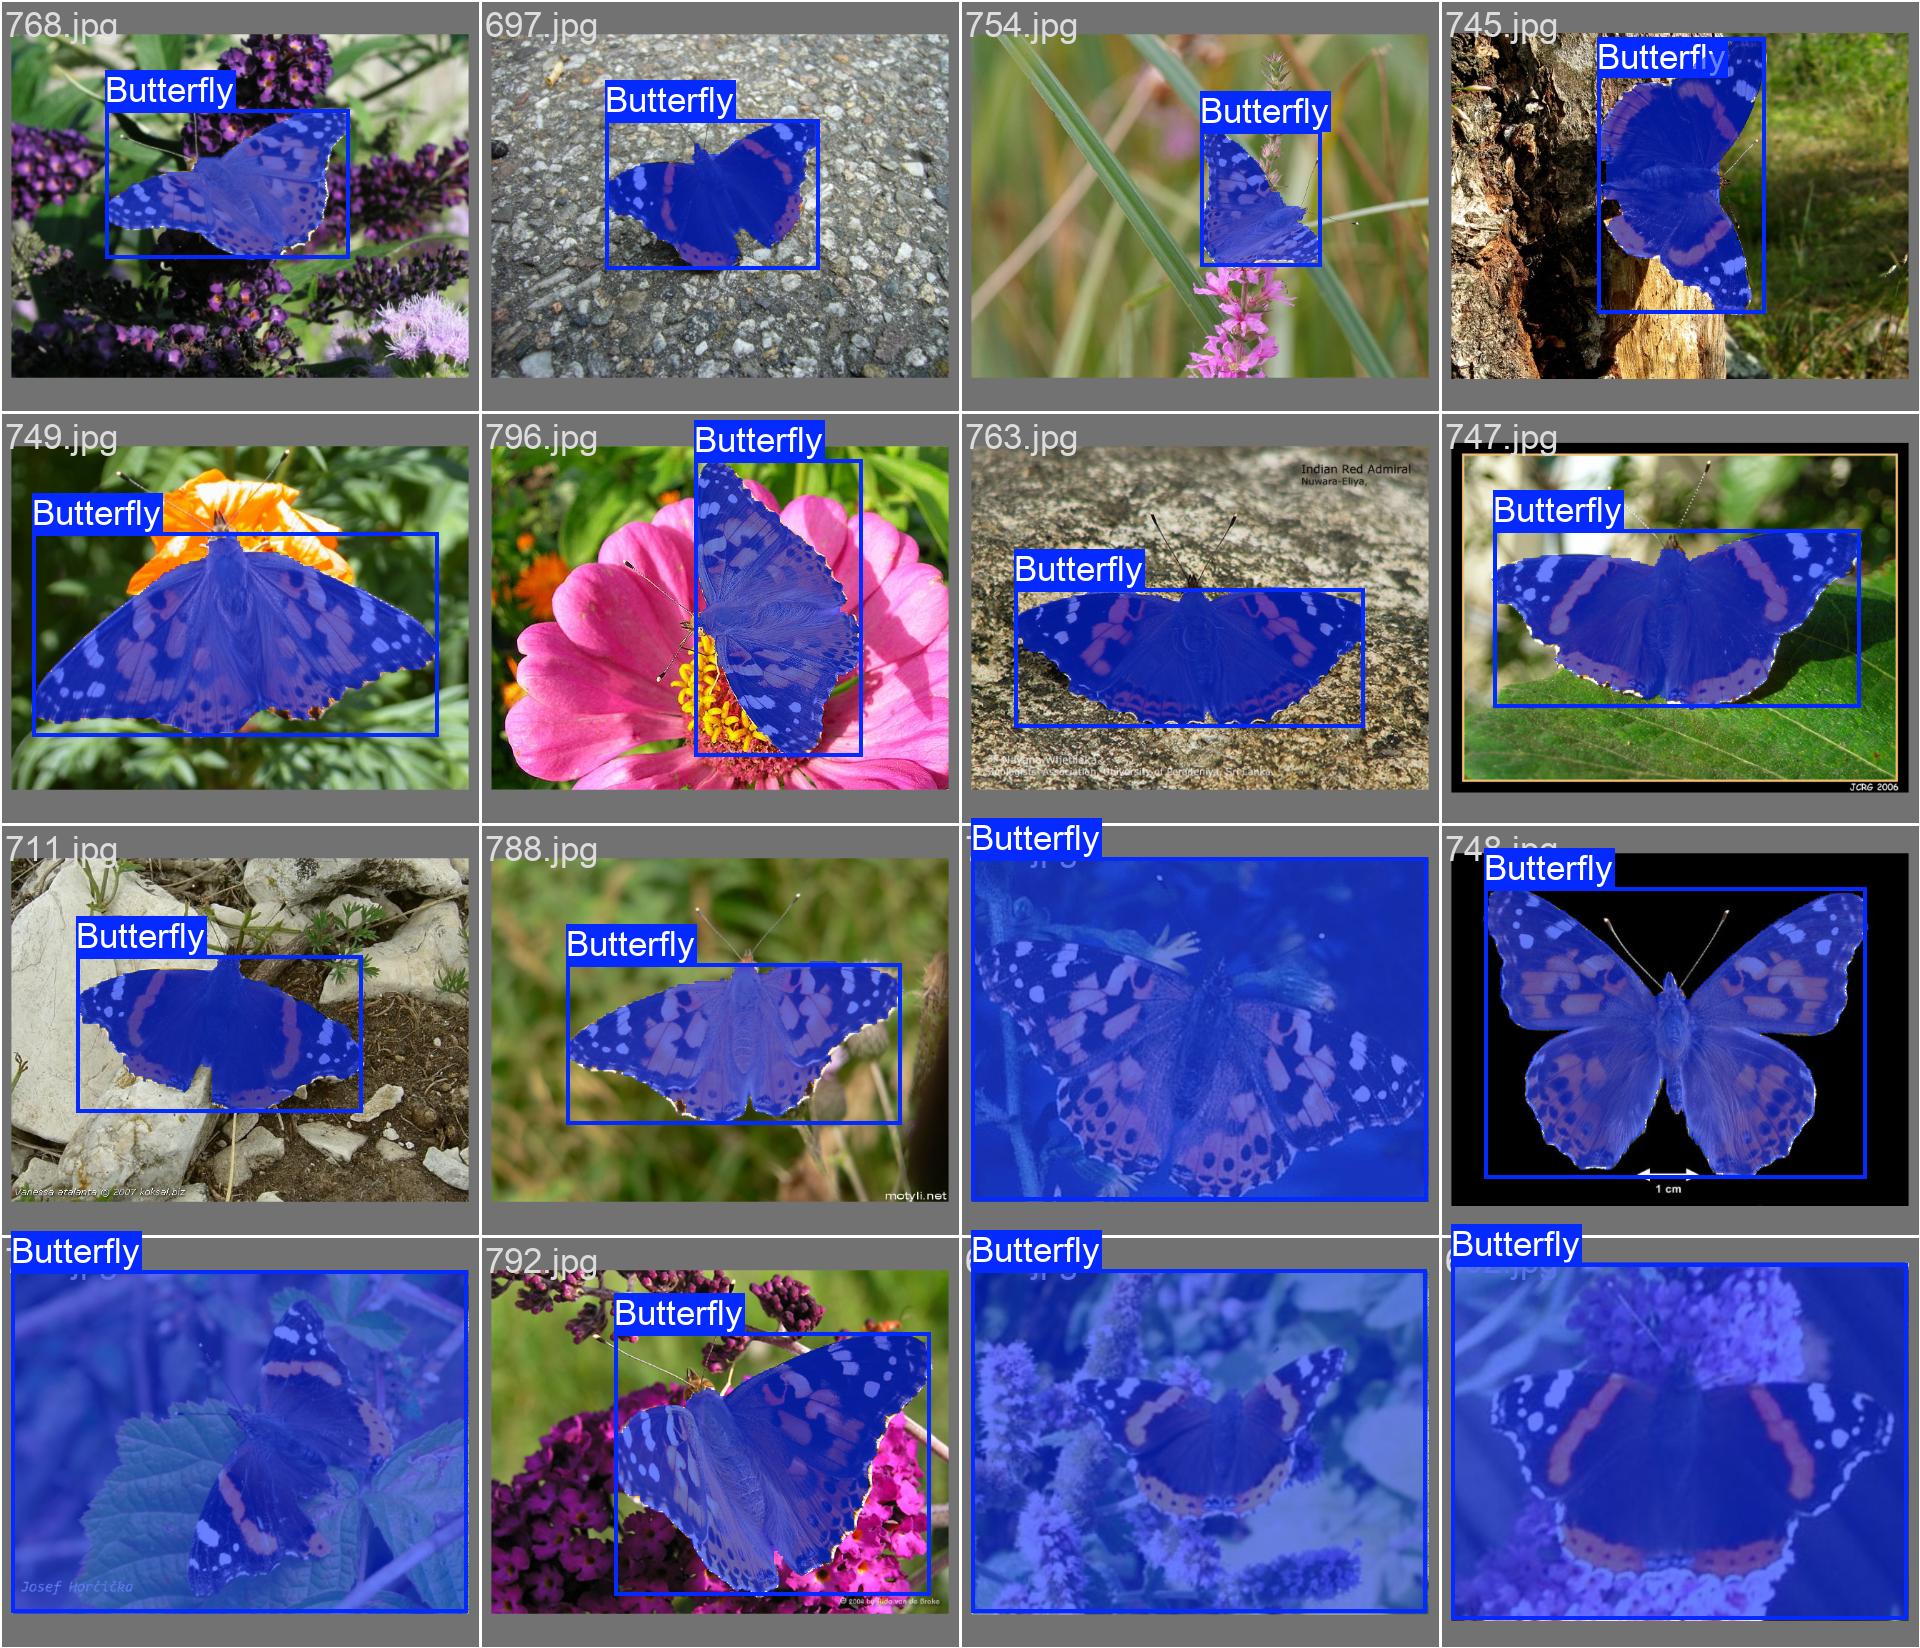 768.jpg
697.jpg
754.jpg
745.jpg
Butterfly
Butterfly
Butterfly
Butterfly
749.jpg
796.jpg
763.jpg
747.jpg
Butterfly
Butterfly
Butterfly
Butterfly
Indian Red Admiral
Nuwara-Eliya,
JCRG 2006
711.jpg
788.jpg
748.jpg
Butterfly
Butterfly
Butterfly
Butterfly
Vanessa atalanta © 2007 koksal.biz
motyli.net
1 cm
792.jpg
Butterfly
Butterfly
Butterfly
Butterfly
Josef Horčička